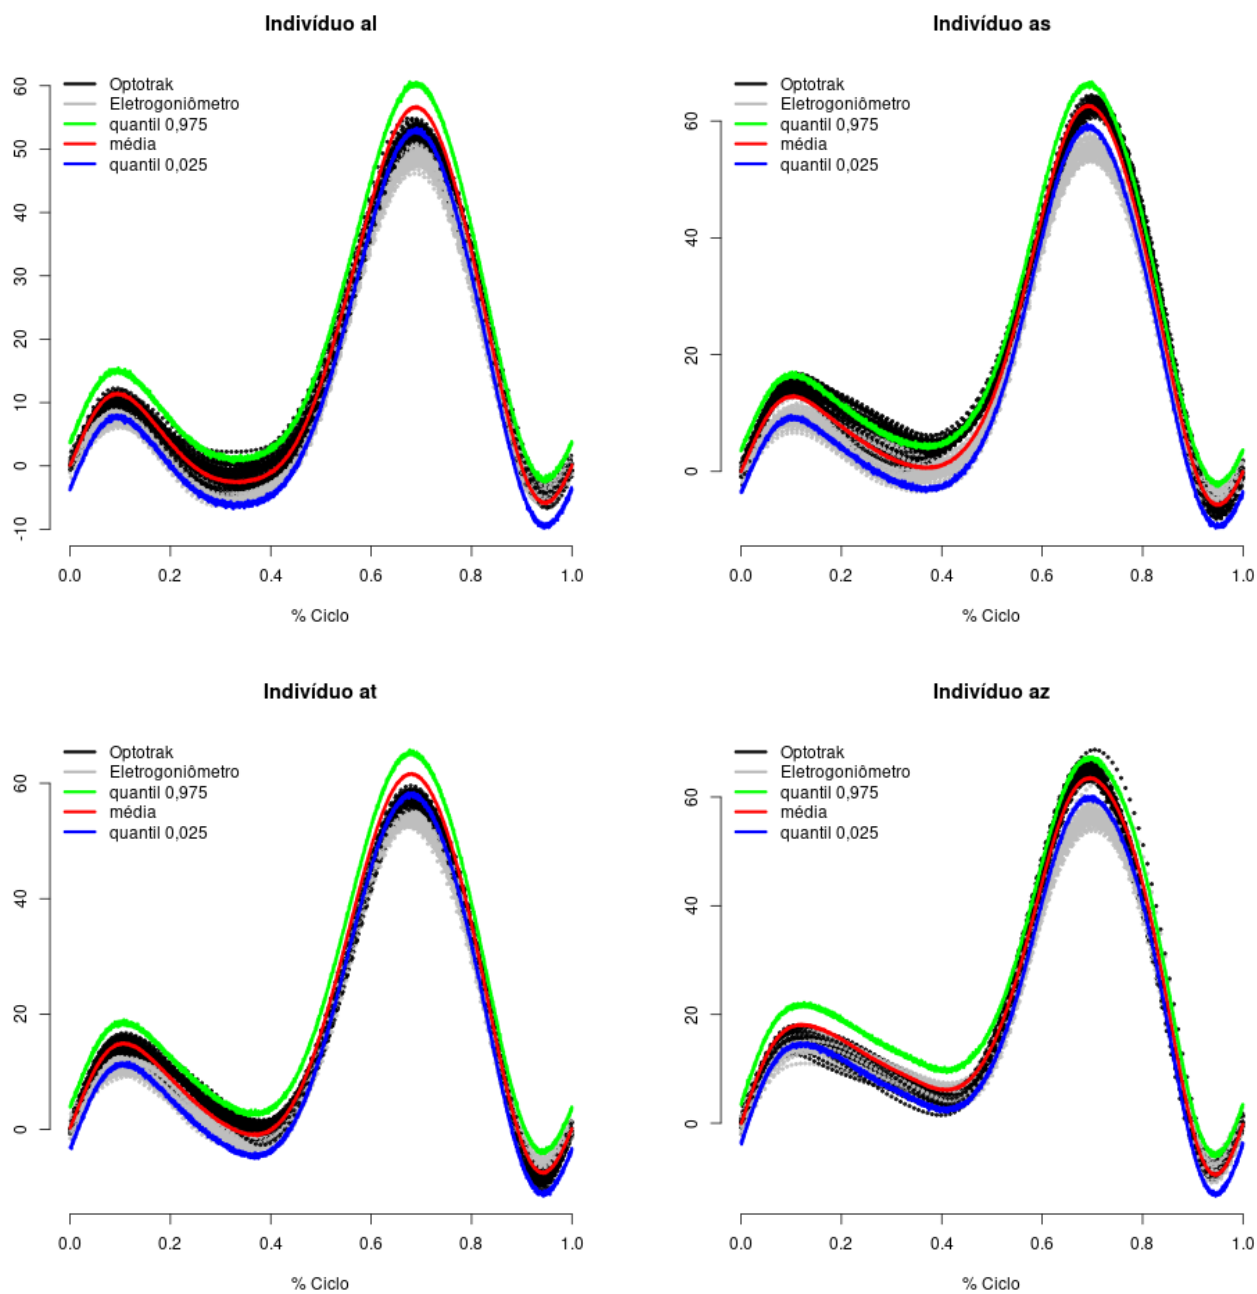 Indivíduo al
Optotrak
Eletrogoniômetro
quantil 0,975
média
quantil 0,025
60
50
40
30
20
10
0
-10
0.0 0.2 0.4 0.6 0.8 1.0
% Ciclo
Indivíduo as
Optotrak
Eletrogoniômetro
quantil 0,975
média
quantil 0,025
60
40
20
0
0.0 0.2 0.4 0.6 0.8 1.0
% Ciclo
Indivíduo at
Optotrak
Eletrogoniômetro
quantil 0,975
média
quantil 0,025
60
40
20
0
0.0 0.2 0.4 0.6 0.8 1.0
% Ciclo
Indivíduo az
Optotrak
Eletrogoniômetro
quantil 0,975
média
quantil 0,025
60
40
20
0
0.0 0.2 0.4 0.6 0.8 1.0
% Ciclo